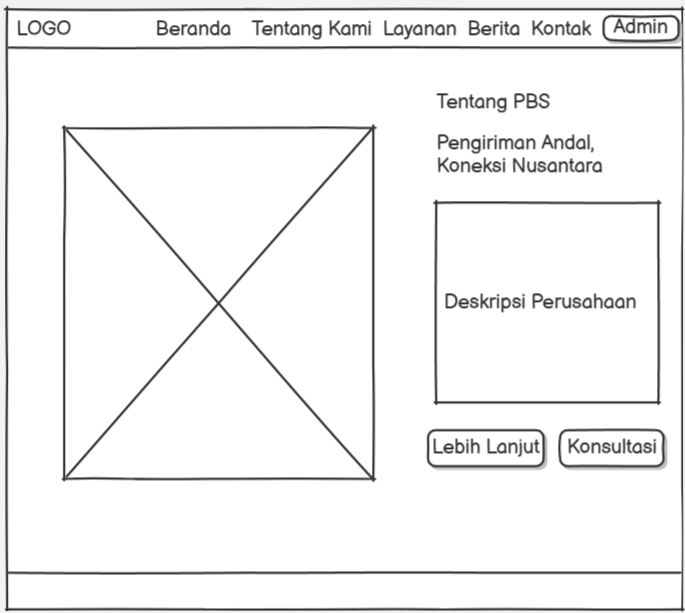 LOGO Beranda Tentang Kami Layanan Berita Kontak Admin
Tentang PBS
Pengiriman Andal,
Koneksi Nusantara
Deskripsi Perusahaan
Lebih Lanjut Konsultasi